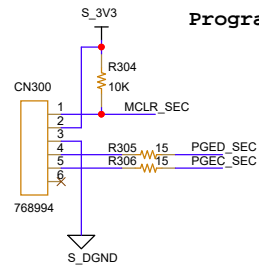 S_3V3
Progra
R304
10K
CN300
1
MCLR_SEC
2
3
4
R305
15
PGED_SEC
5
R306
15
PGEC_SEC
6
768994
S_DGND